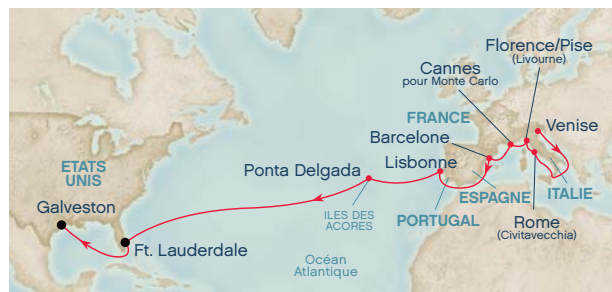 Florence/Pise
(Livourne)
Cannes
pour Monte Carlo
FRANCE
Venise
Barcelone
Lisbonne
Ponta Delgada
ETATS
UNIS
ESPAGNE
ITALIE
Galveston
ILES DES
ACORES
PORTUGAL
Rome
(Civitavecchia)
Ft. Lauderdale
Océan
Atlantique